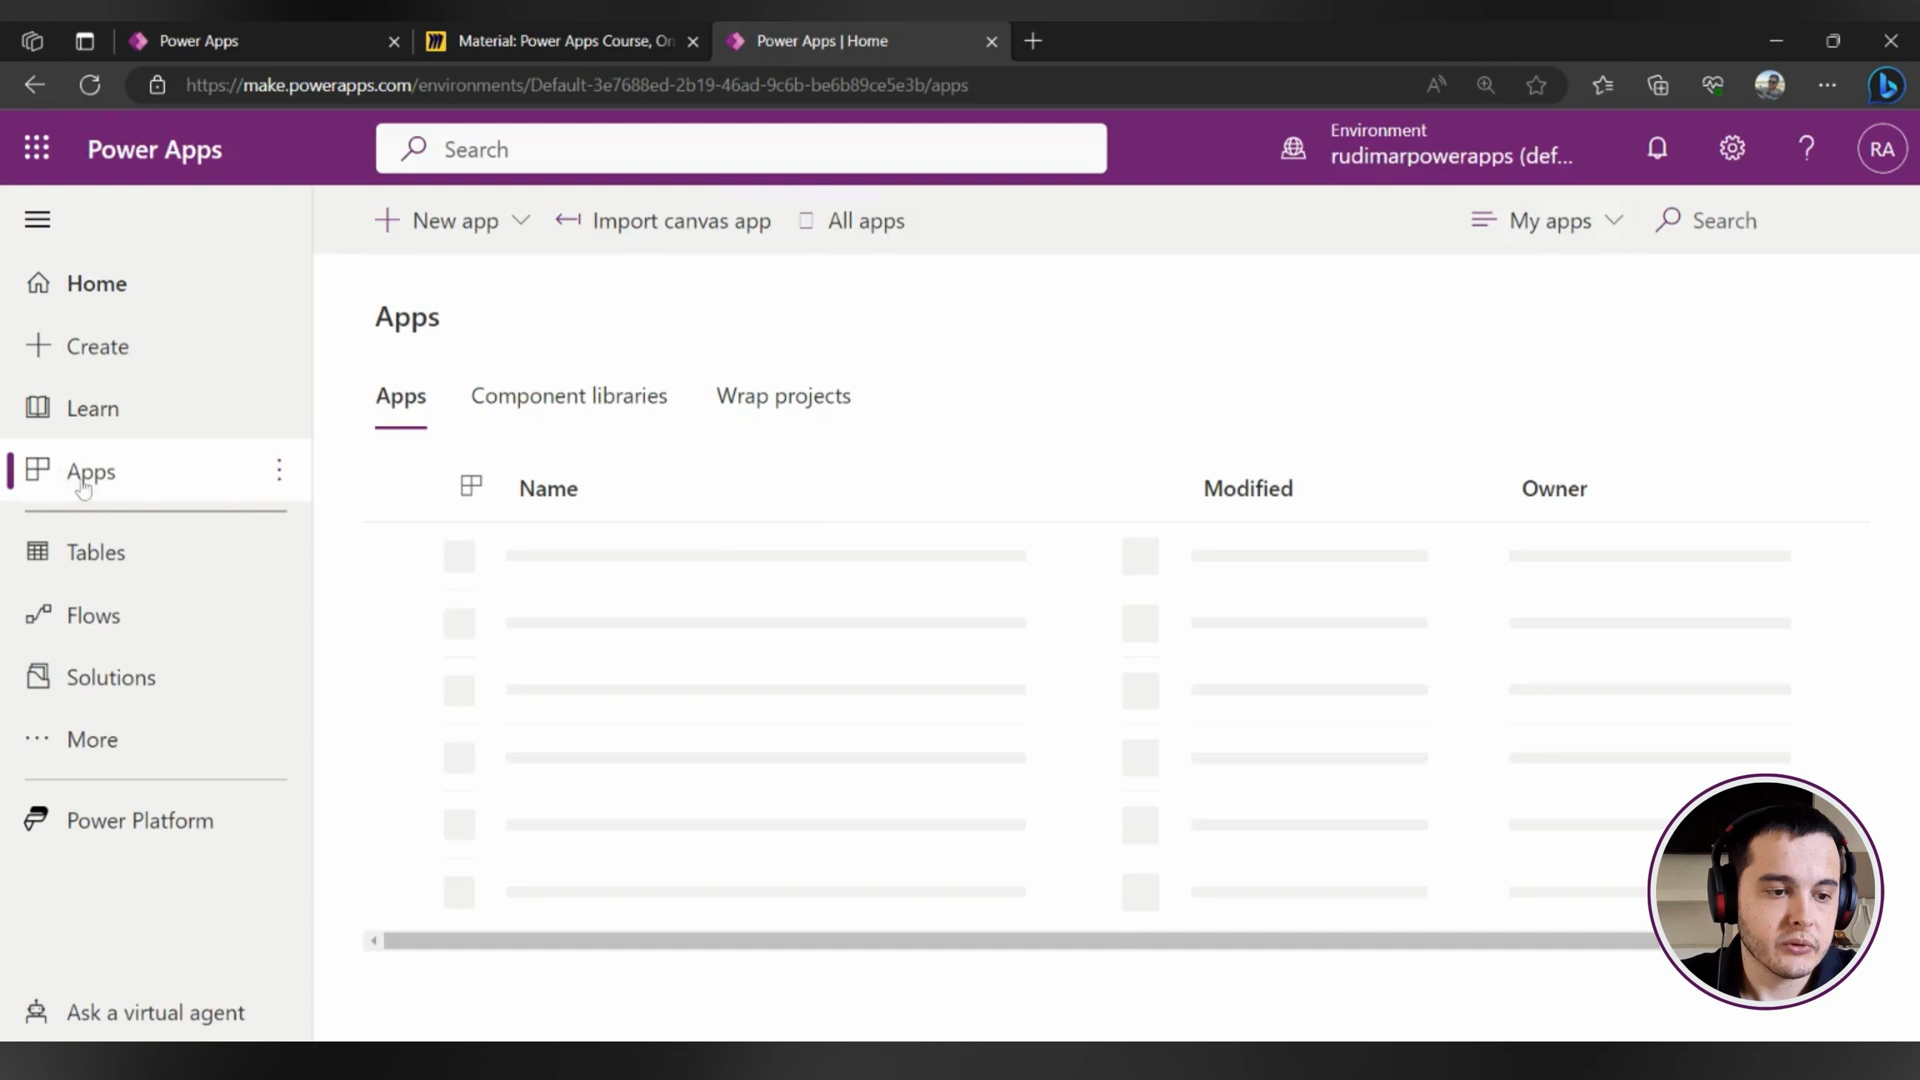 Power Apps
Material: Power Apps Course, On
Power Apps | Home
https://make.powerapps.com/environments/Default-3e7688ed-2b19-46ad-9c6b-be6b89ce5e3b/apps
Power Apps
Search
Environment
rudimarpowerapps (def...
RA
New app
Import canvas app
All apps
My apps
Search
Home
Create
Learn
Apps
Tables
Flows
Solutions
More
Power Platform
Ask a virtual agent
Apps
Apps
Component libraries
Wrap projects
Name
Modified
Owner